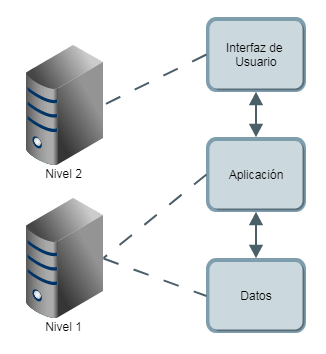 Interfaz de
Usuario
Nivel 2
Aplicación
Nivel 1
Datos